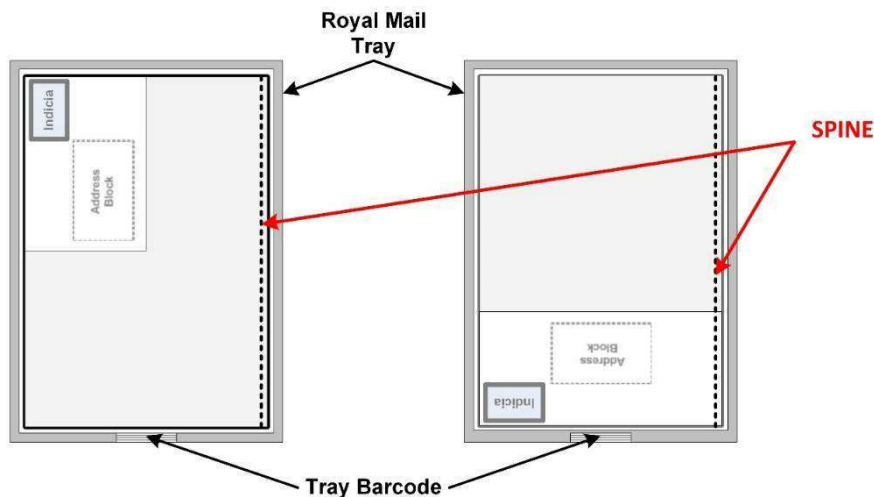 Royal Mail
Tray
Indicia
Address
Block
SPINE
Address
Block
Indicia
Tray Barcode